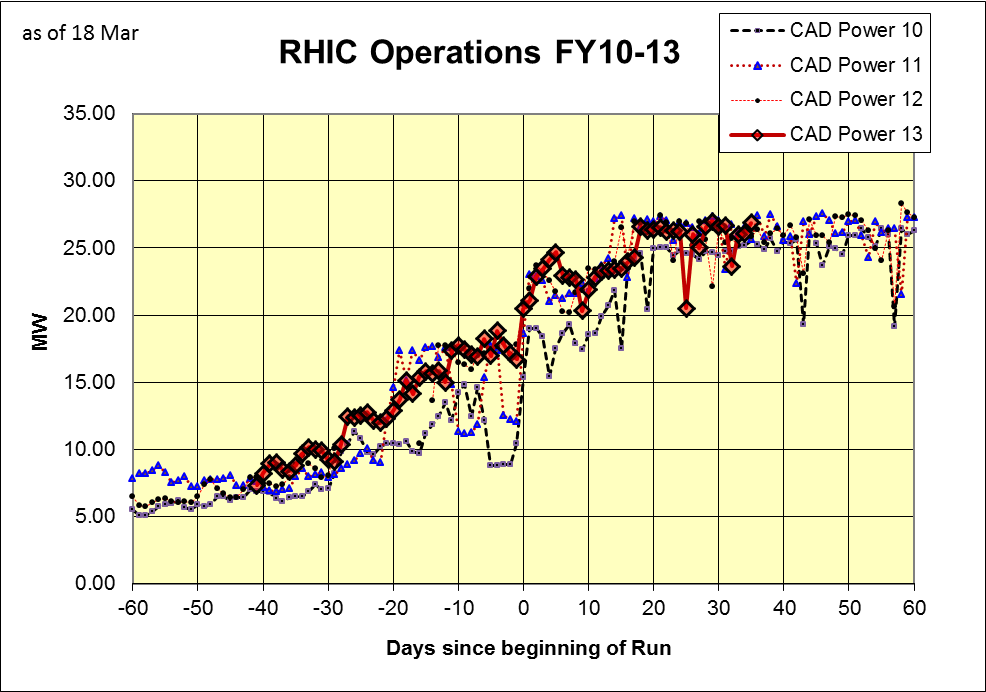 as of 18 Mar
RHIC Operations FY10-13
CAD Power 10
CAD Power 11
CAD Power 12
CAD Power 13
35.00
30.00
25.00
20.00
15.00
10.00
5.00
0.00
MW
-60 -50 -40 -30 -20 -10 0 10 20 30 40 50 60
Days since beginning of Run